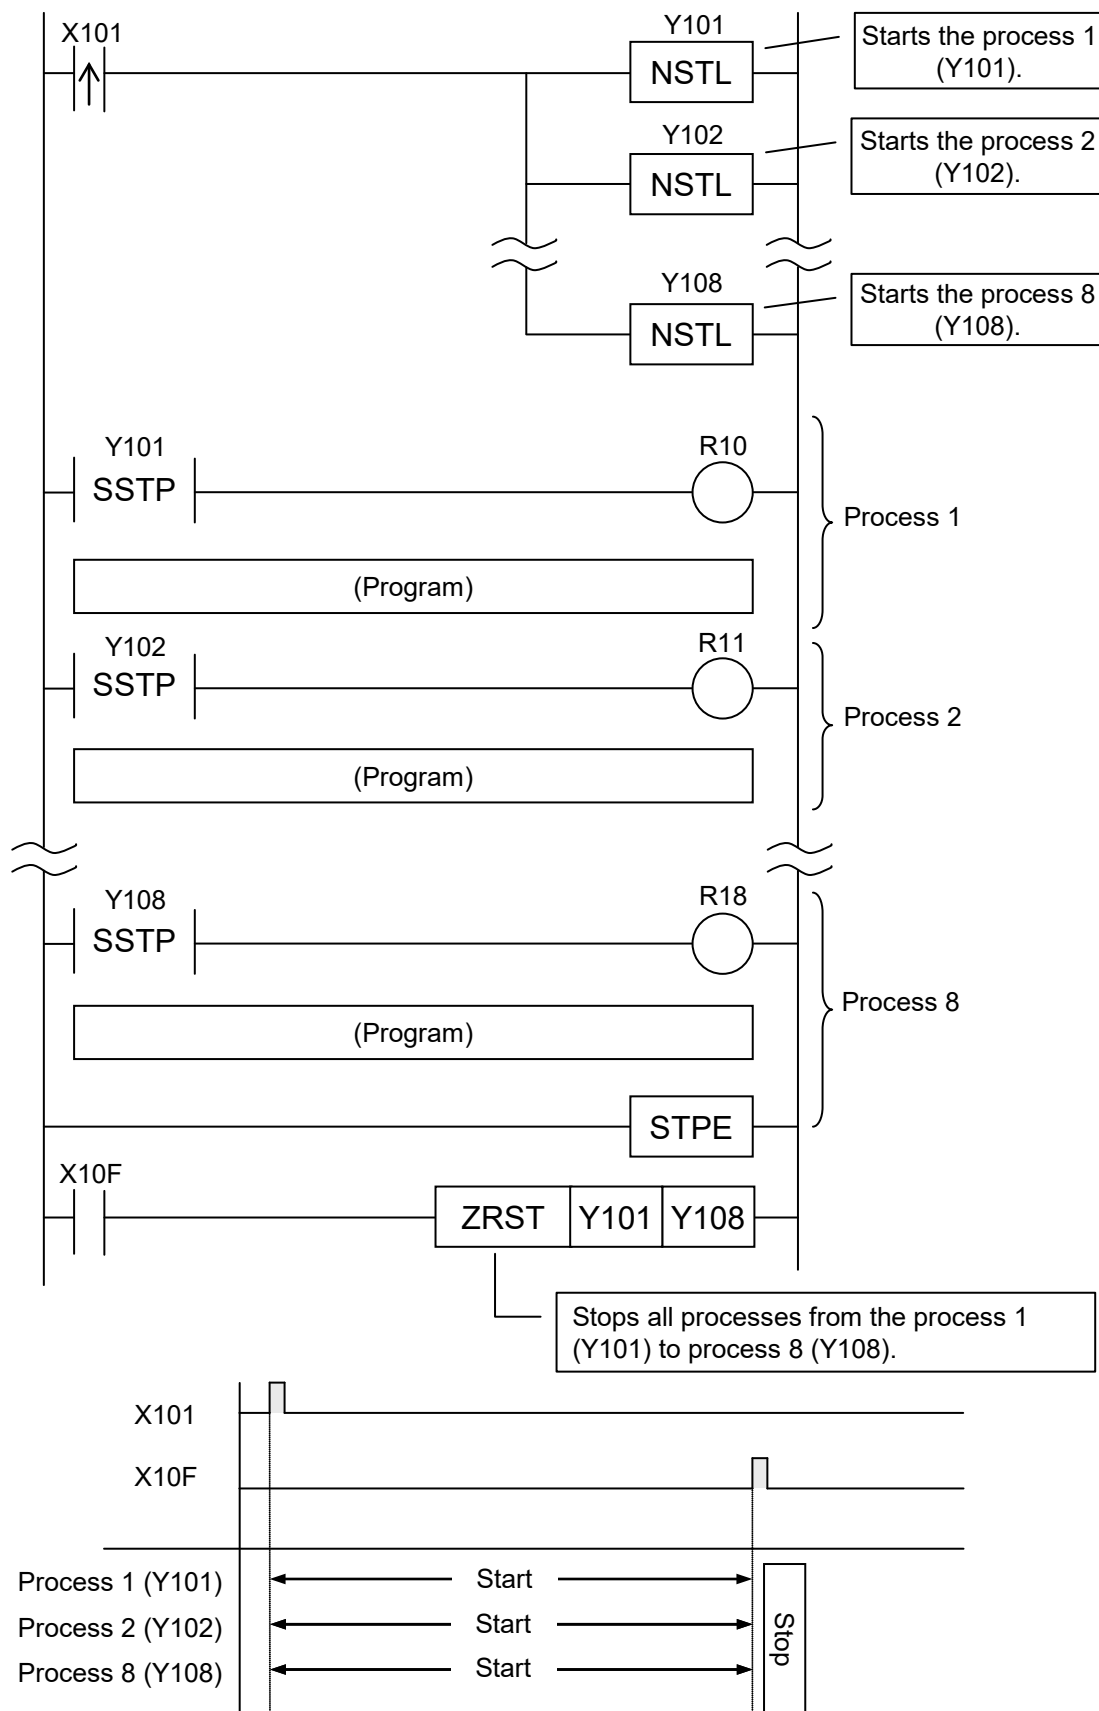 X101
Y101
NSTL
Starts the process 1
(Y101).
Y102
NSTL
Starts the process 2
(Y102).
Y108
NSTL
Starts the process 8
(Y108).
Y101
SSTP
R10
Process 1
(Program)
Y102
SSTP
R11
Process 2
(Program)
Y108
SSTP
R18
Process 8
(Program)
STPE
X10F
ZRST Y101 Y108
Stops all processes from the process 1
(Y101) to process 8 (Y108).
X101
X10F
Process 1 (Y101) Start
Process 2 (Y102) Start
Process 8 (Y108) Start
Stop